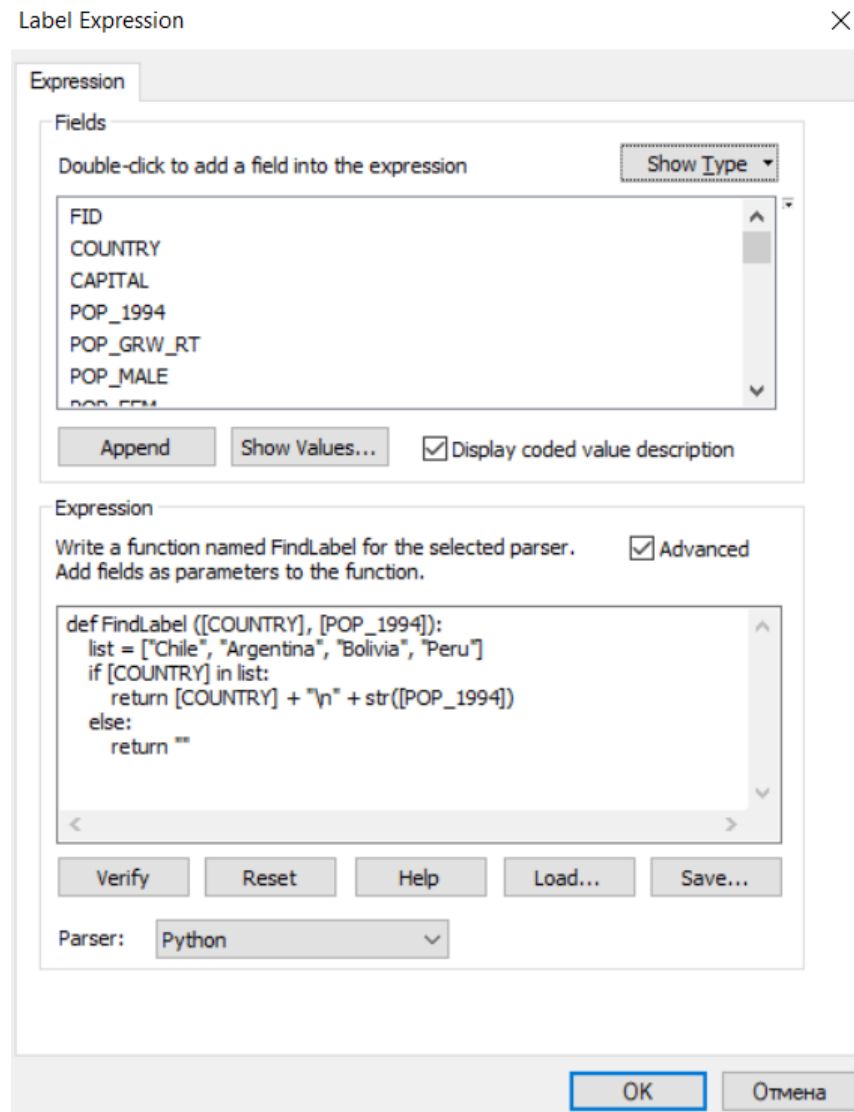 Label Expression
Expression
Fields
Double-click to add a field into the expression
Show Type
FID
COUNTRY
CAPITAL
POP_1994
POP_GRW_RT
POP_MALE
POP_FEM
Append
Show Values...
Display coded value description
Expression
Write a function named FindLabel for the selected parser.
Add fields as parameters to the function.
Advanced
def FindLabel ([COUNTRY], [POP_1994]):
list = ["Chile", "Argentina", "Bolivia", "Peru"]
if [COUNTRY] in list:
return [COUNTRY] + "\n" + str([POP_1994])
else:
return ""
Verify
Reset
Help
Load...
Save...
Parser:
Python
OK
Отмена